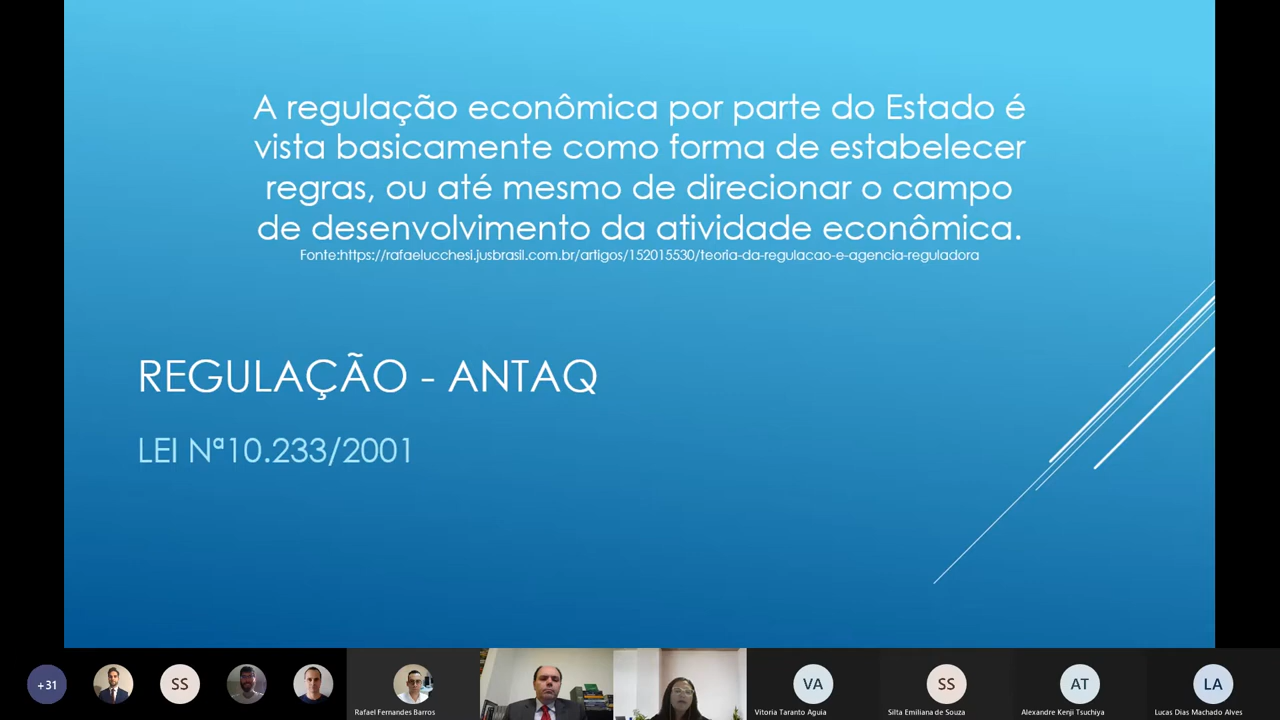 A regulação econômica por parte do Estado é
vista basicamente como forma de estabelecer
regras, ou até mesmo de direcionar o campo
de desenvolvimento da atividade econômica.
Fonte:https://rafaelucchesi.jusbrasil.com.br/artigos/152015530/teoria-da-regulacao-e-agencia-reguladora
REGULAÇÃO - ANTAQ
LEI Nª10.233/2001
+31
SS
Rafael Fernandes Barros
VA
Vitoria Taranto Aguia
SS
Silta Emiliana de Souza
AT
Alexandre Kenji Tsuchiya
LA
Lucas Dias Machado Alves